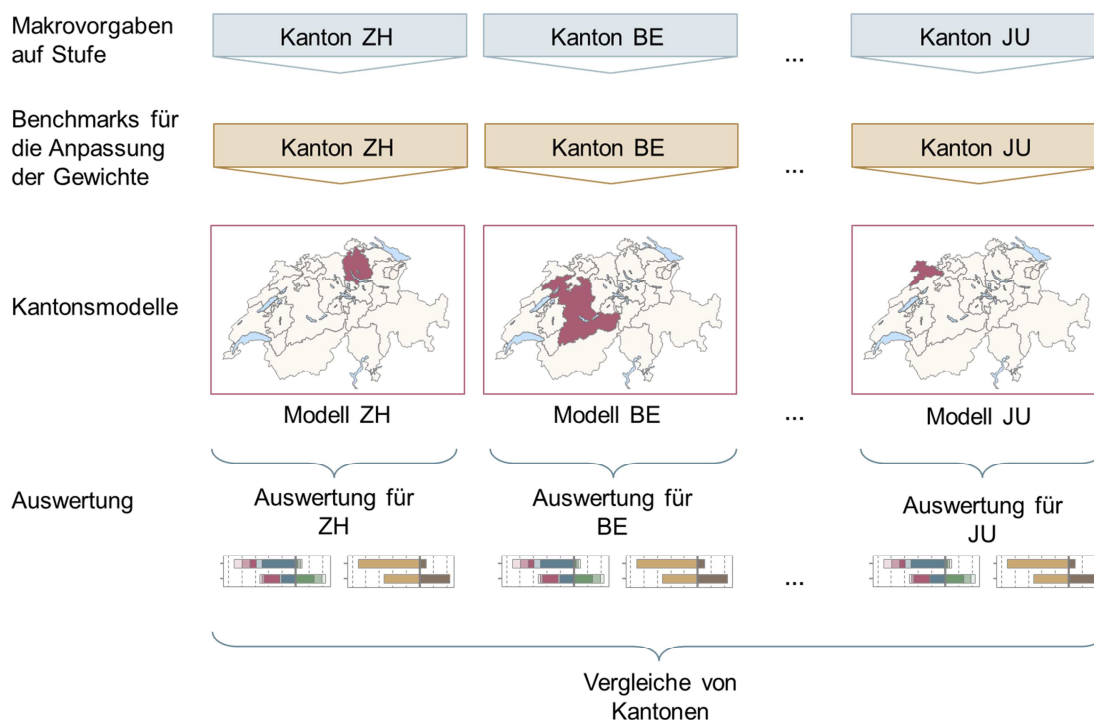 Makrovorgaben
auf Stufe
Kanton ZH
Kanton BE
...
Kanton JU
Benchmarks für
die Anpassung
der Gewichte
Kanton ZH
Kanton BE
...
Kanton JU
Kantonsmodelle
Modell ZH
Modell BE
...
Modell JU
Auswertung
Auswertung für
ZH
Auswertung für
BE
Auswertung für
JU
...
Vergleiche von
Kantonen